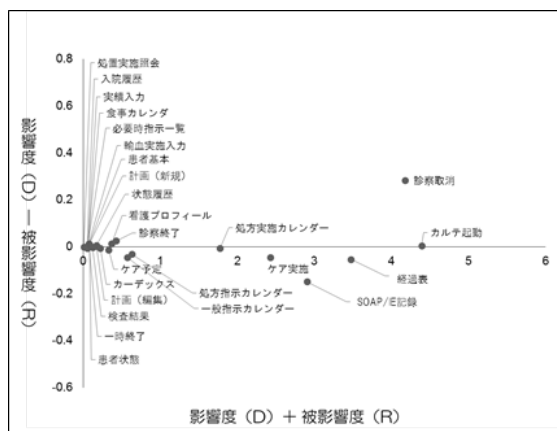 0.8
処置実施照会
入院履歴
実績入力
0.6
食事カレンダ
必要時指示一覧
輸血実施入力
0.4
患者基本
計画（新規）
診察取消
状態履歴
0.2
看護プロフィール
処方実施カレンダー
診察終了
カルテ起動
0
0
1
2
3
4
5
6
ケア予定
ケア実施
経過表
カーデックス
処方指示カレンダー
-0.2
計画（編集）
SOAP/IE記録
一般指示カレンダー
検査結果
一時終了
-0.4
患者状態
-0.6
影響度（D）－被影響度（R）
影響度（D）＋被影響度（R）